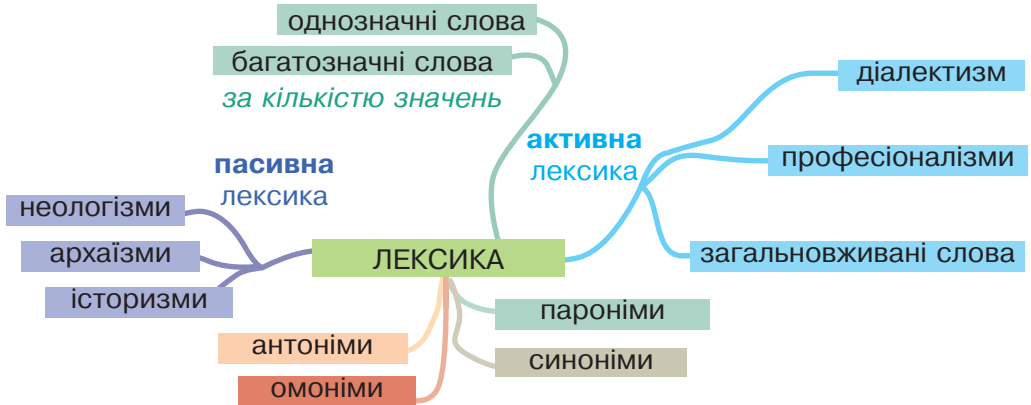 однозначні слова
багатозначні слова
за кількістю значень
активна
лексика
діалектизм
професіоналізми
загальновживані слова
пасивна
лексика
неологізми
архаїзми
історизми
ЛЕКСИКА
антоніми
омоніми
пароніми
синоніми